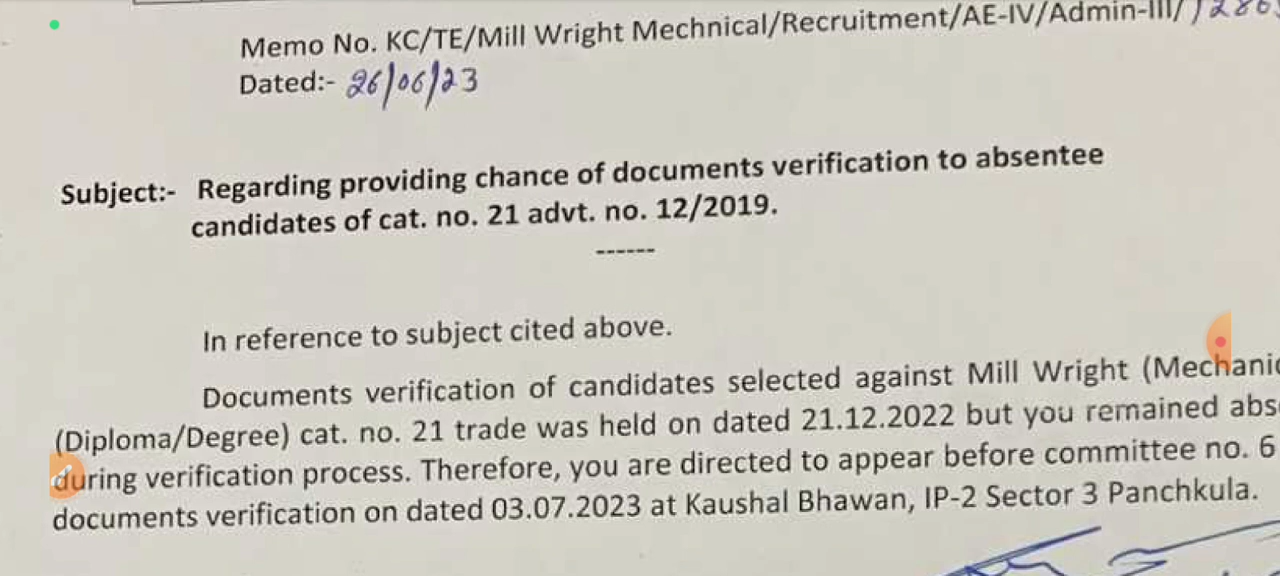 Memo No. KC/TE/Mill Wright Mechnical/Recruitment/AE-IV/Admin-III/
Dated:- 26/06/23
Subject:- Regarding providing chance of documents verification to absentee
candidates of cat. no. 21 advt. no. 12/2019.
------
In reference to subject cited above.
Documents verification of candidates selected against Mill Wright (Mechanic
(Diploma/Degree) cat. no. 21 trade was held on dated 21.12.2022 but you remained abs
during verification process. Therefore, you are directed to appear before committee no. 6
documents verification on dated 03.07.2023 at Kaushal Bhawan, IP-2 Sector 3 Panchkula.